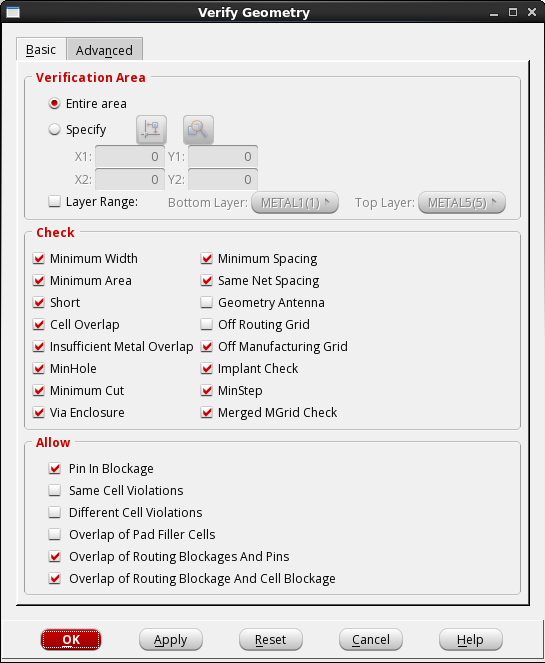 Verify Geometry
Basic Advanced
Verification Area
Entire area
Specify
X1: 0 Y1: 0
X2: 0 Y2: 0
Layer Range: Bottom Layer: METAL1(1) Top Layer: METAL5(5)
Check
Minimum Width Minimum Spacing
Minimum Area Same Net Spacing
Short Geometry Antenna
Cell Overlap Off Routing Grid
Insufficient Metal Overlap Off Manufacturing Grid
MinHole Implant Check
Minimum Cut MinStep
Via Enclosure Merged MGrid Check
Allow
Pin In Blockage
Same Cell Violations
Different Cell Violations
Overlap of Pad Filler Cells
Overlap of Routing Blockages And Pins
Overlap of Routing Blockage And Cell Blockage
OK Apply Reset Cancel Help